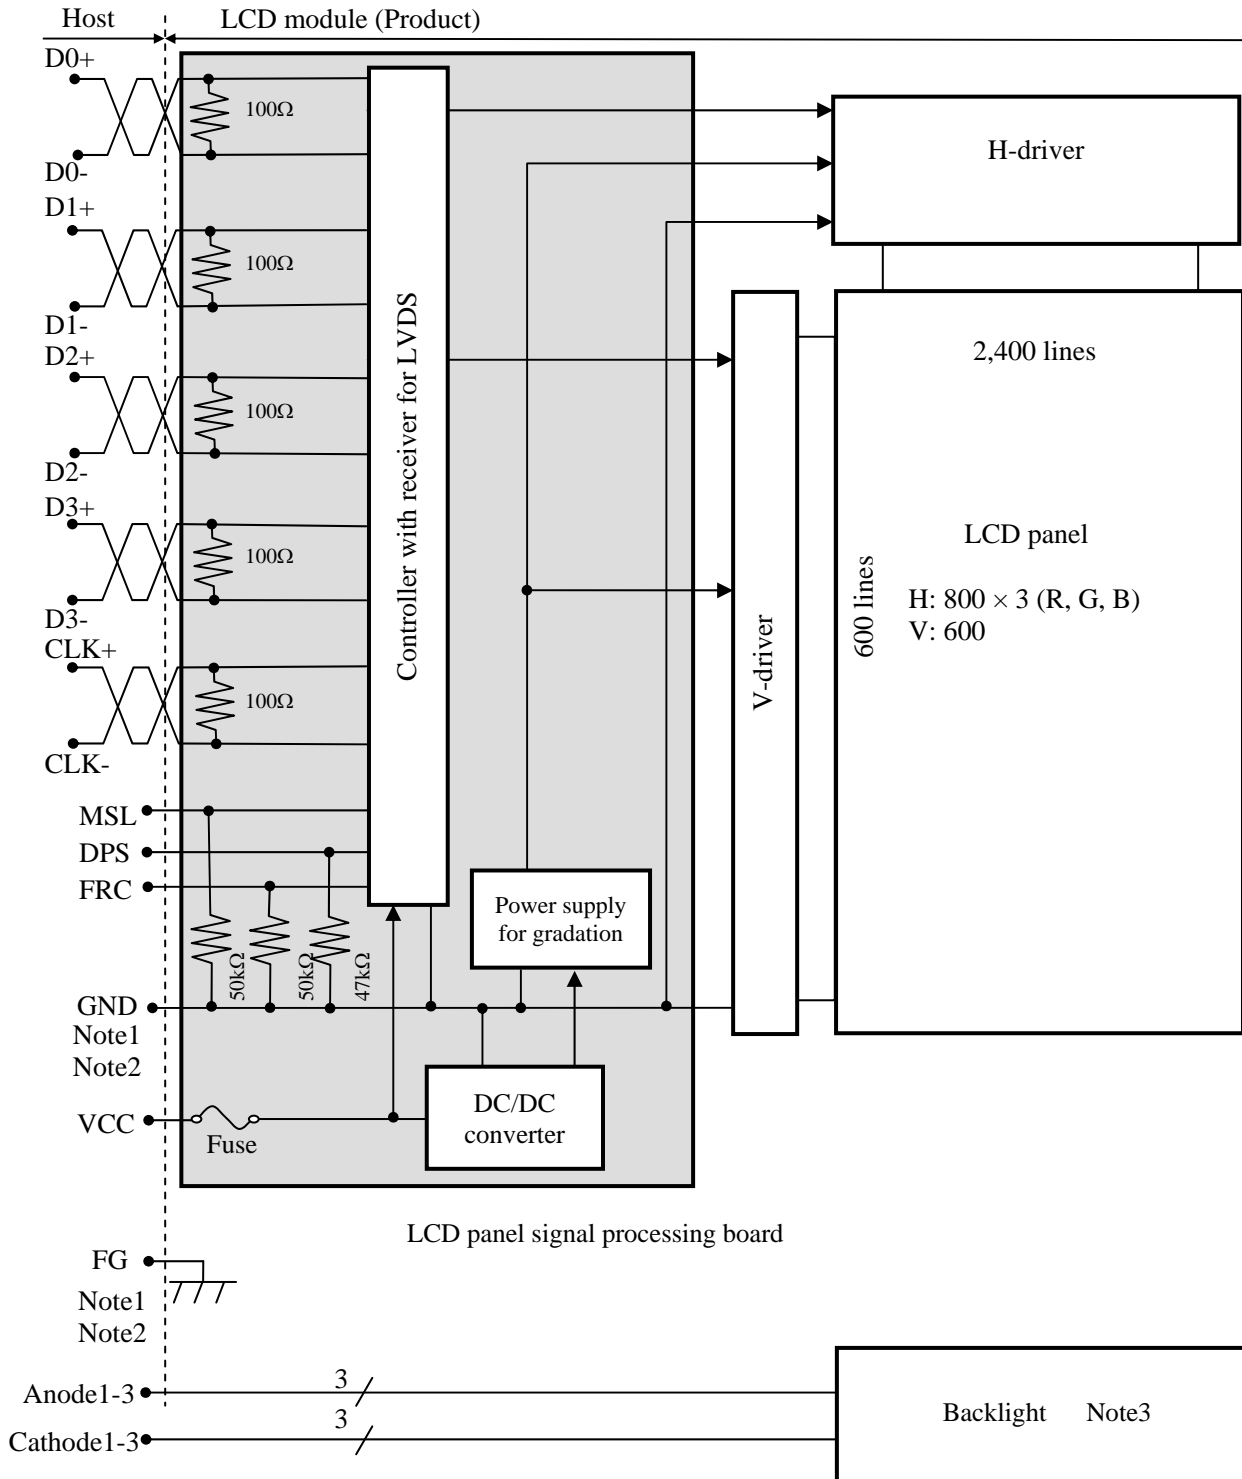 Host
LCD module (Product)
D0+
100Ω
D0-
D1+
100Ω
D1-
D2+
100Ω
D2-
D3+
100Ω
D3-
CLK+
100Ω
CLK-
MSL
DPS
FRC
50kΩ
50kΩ
47kΩ
GND
Note1
Note2
VCC
Fuse
Controller with receiver for LVDS
Power supply
for gradation
DC/DC
converter
H-driver
V-driver
2,400 lines
600 lines
LCD panel
H: 800 × 3 (R, G, B)
V: 600
LCD panel signal processing board
FG
Note1
Note2
Anode1-3
3
Cathode1-3
3
Backlight Note3